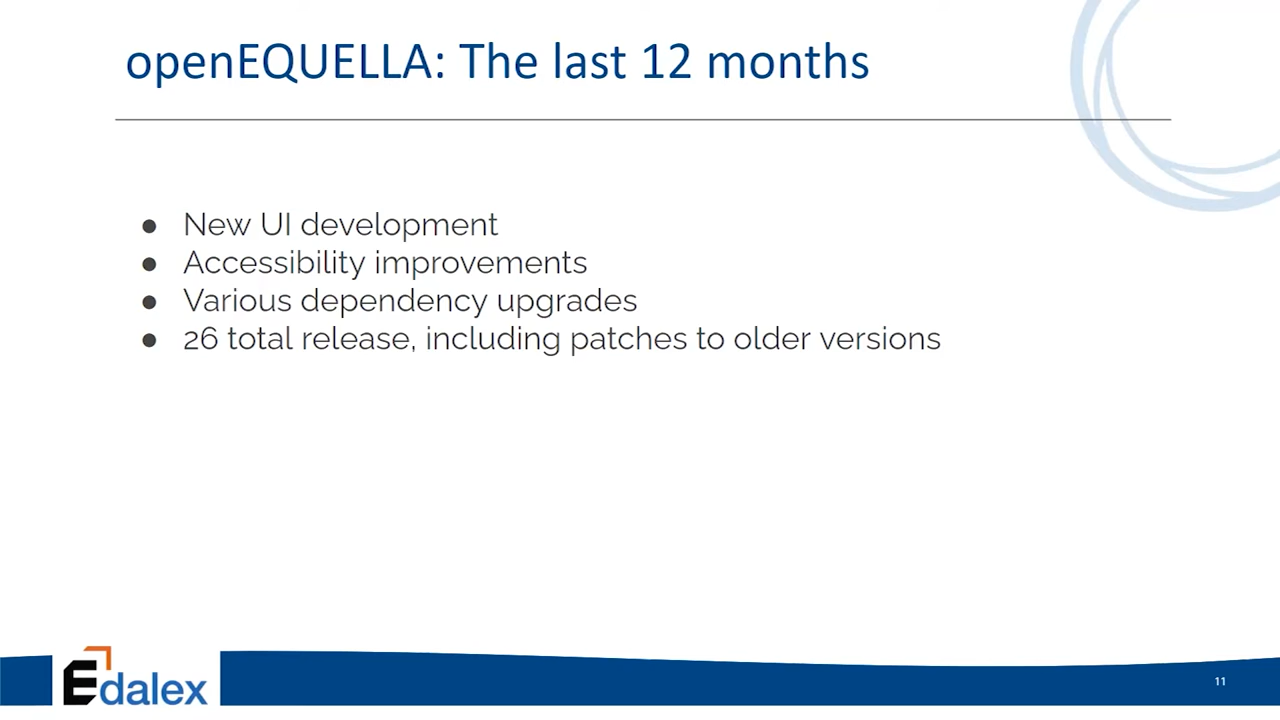 openEQUELLA: The last 12 months
● New UI development
● Accessibility improvements
● Various dependency upgrades
● 26 total release, including patches to older versions
Edalex
11